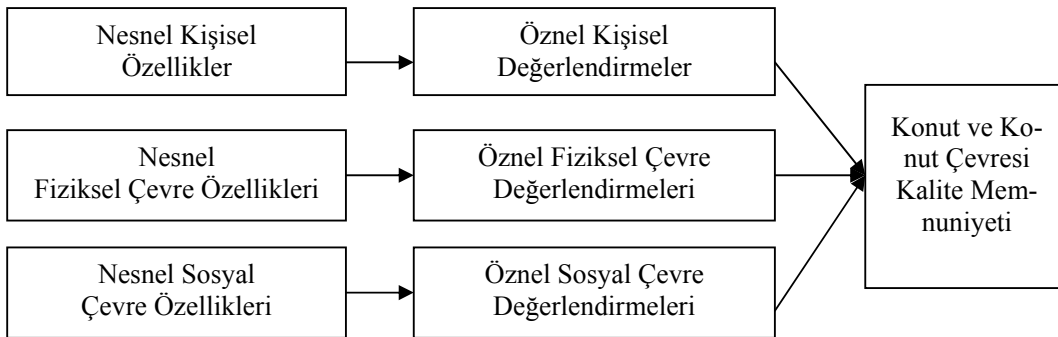 Nesnel Kişisel
Özellikler
Öznel Kişisel
Değerlendirmeler
Nesnel
Fiziksel Çevre Özellikleri
Öznel Fiziksel Çevre
Değerlendirmeleri
Nesnel Sosyal
Çevre Özellikleri
Öznel Sosyal Çevre
Değerlendirmeleri
Konut ve Ko-
nut Çevresi
Kalite Mem-
nuniyeti